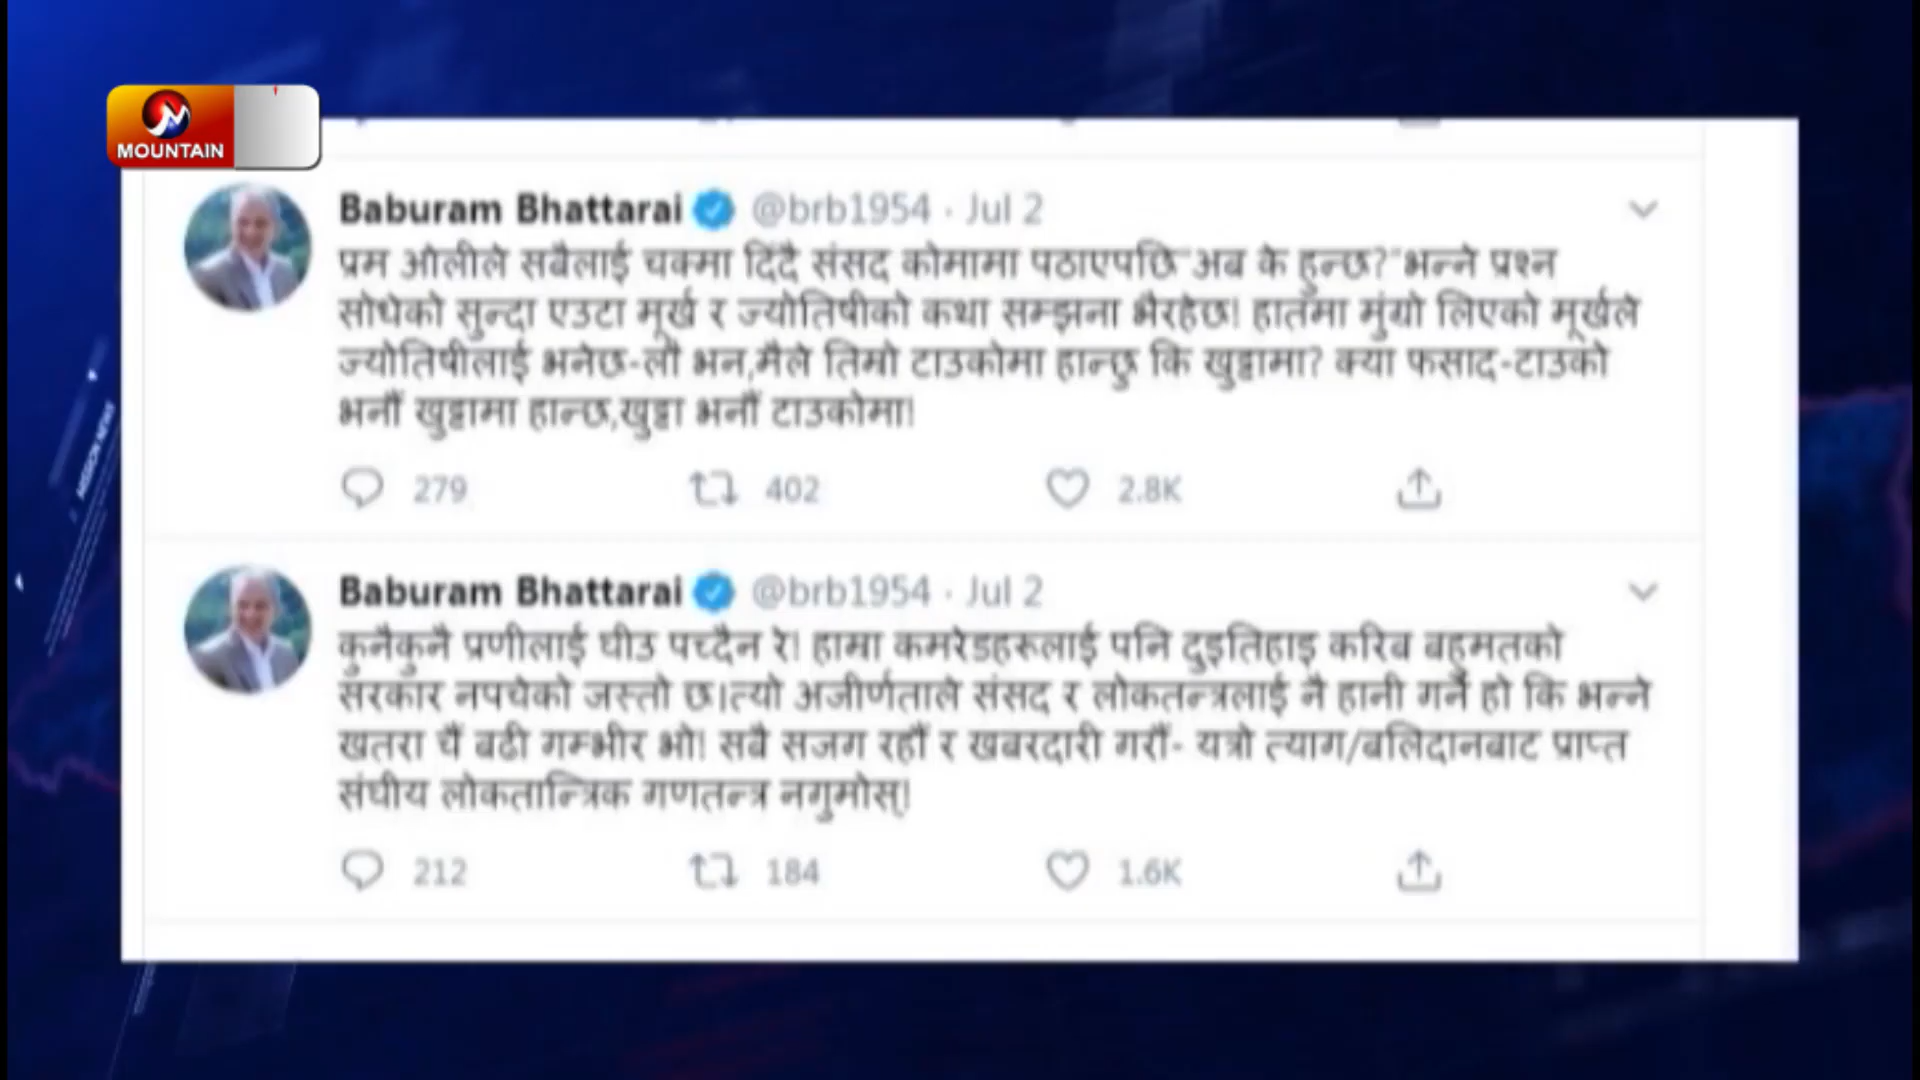 MOUNTAIN
Baburam Bhattarai @brb1954 · Jul 2
प्रम ओलीले सबैलाई चक्मा दिंदै संसद कोमामा पठाएपछि"अब के हुन्छ?"भन्ने प्रश्न
सोधेको सुन्दा एउटा मूर्ख र ज्योतिषीको कथा सम्झना भैरहेछ! हातमा मुंग्रो लिएको मूर्खले
ज्योतिषीलाई भनेछ-लौ भन,मैले तिम्रो टाउकोमा हान्छु कि खुट्टामा? क्या फसाद-टाउको
भनौं खुट्टामा हान्छ,खुट्टा भनौं टाउकोमा!
279 402 2.8K
Baburam Bhattarai @brb1954 · Jul 2
कुनैकुनै प्रणीलाई घीउ पच्दैन रे! हाम्रा कमरेडहरूलाई पनि दुइतिहाइ करिब बहुमतको
सरकार नपचेको जस्तो छ।त्यो अजीर्णताले संसद र लोकतन्त्रलाई नै हानी गर्ने हो कि भन्ने
खतरा चैं बढी गम्भीर भो! सबै सजग रहौं र खबरदारी गरौं- यत्रो त्याग/बलिदानबाट प्राप्त
संघीय लोकतान्त्रिक गणतन्त्र नगुमोस्!
212 184 1.6K
MISSION NEWS